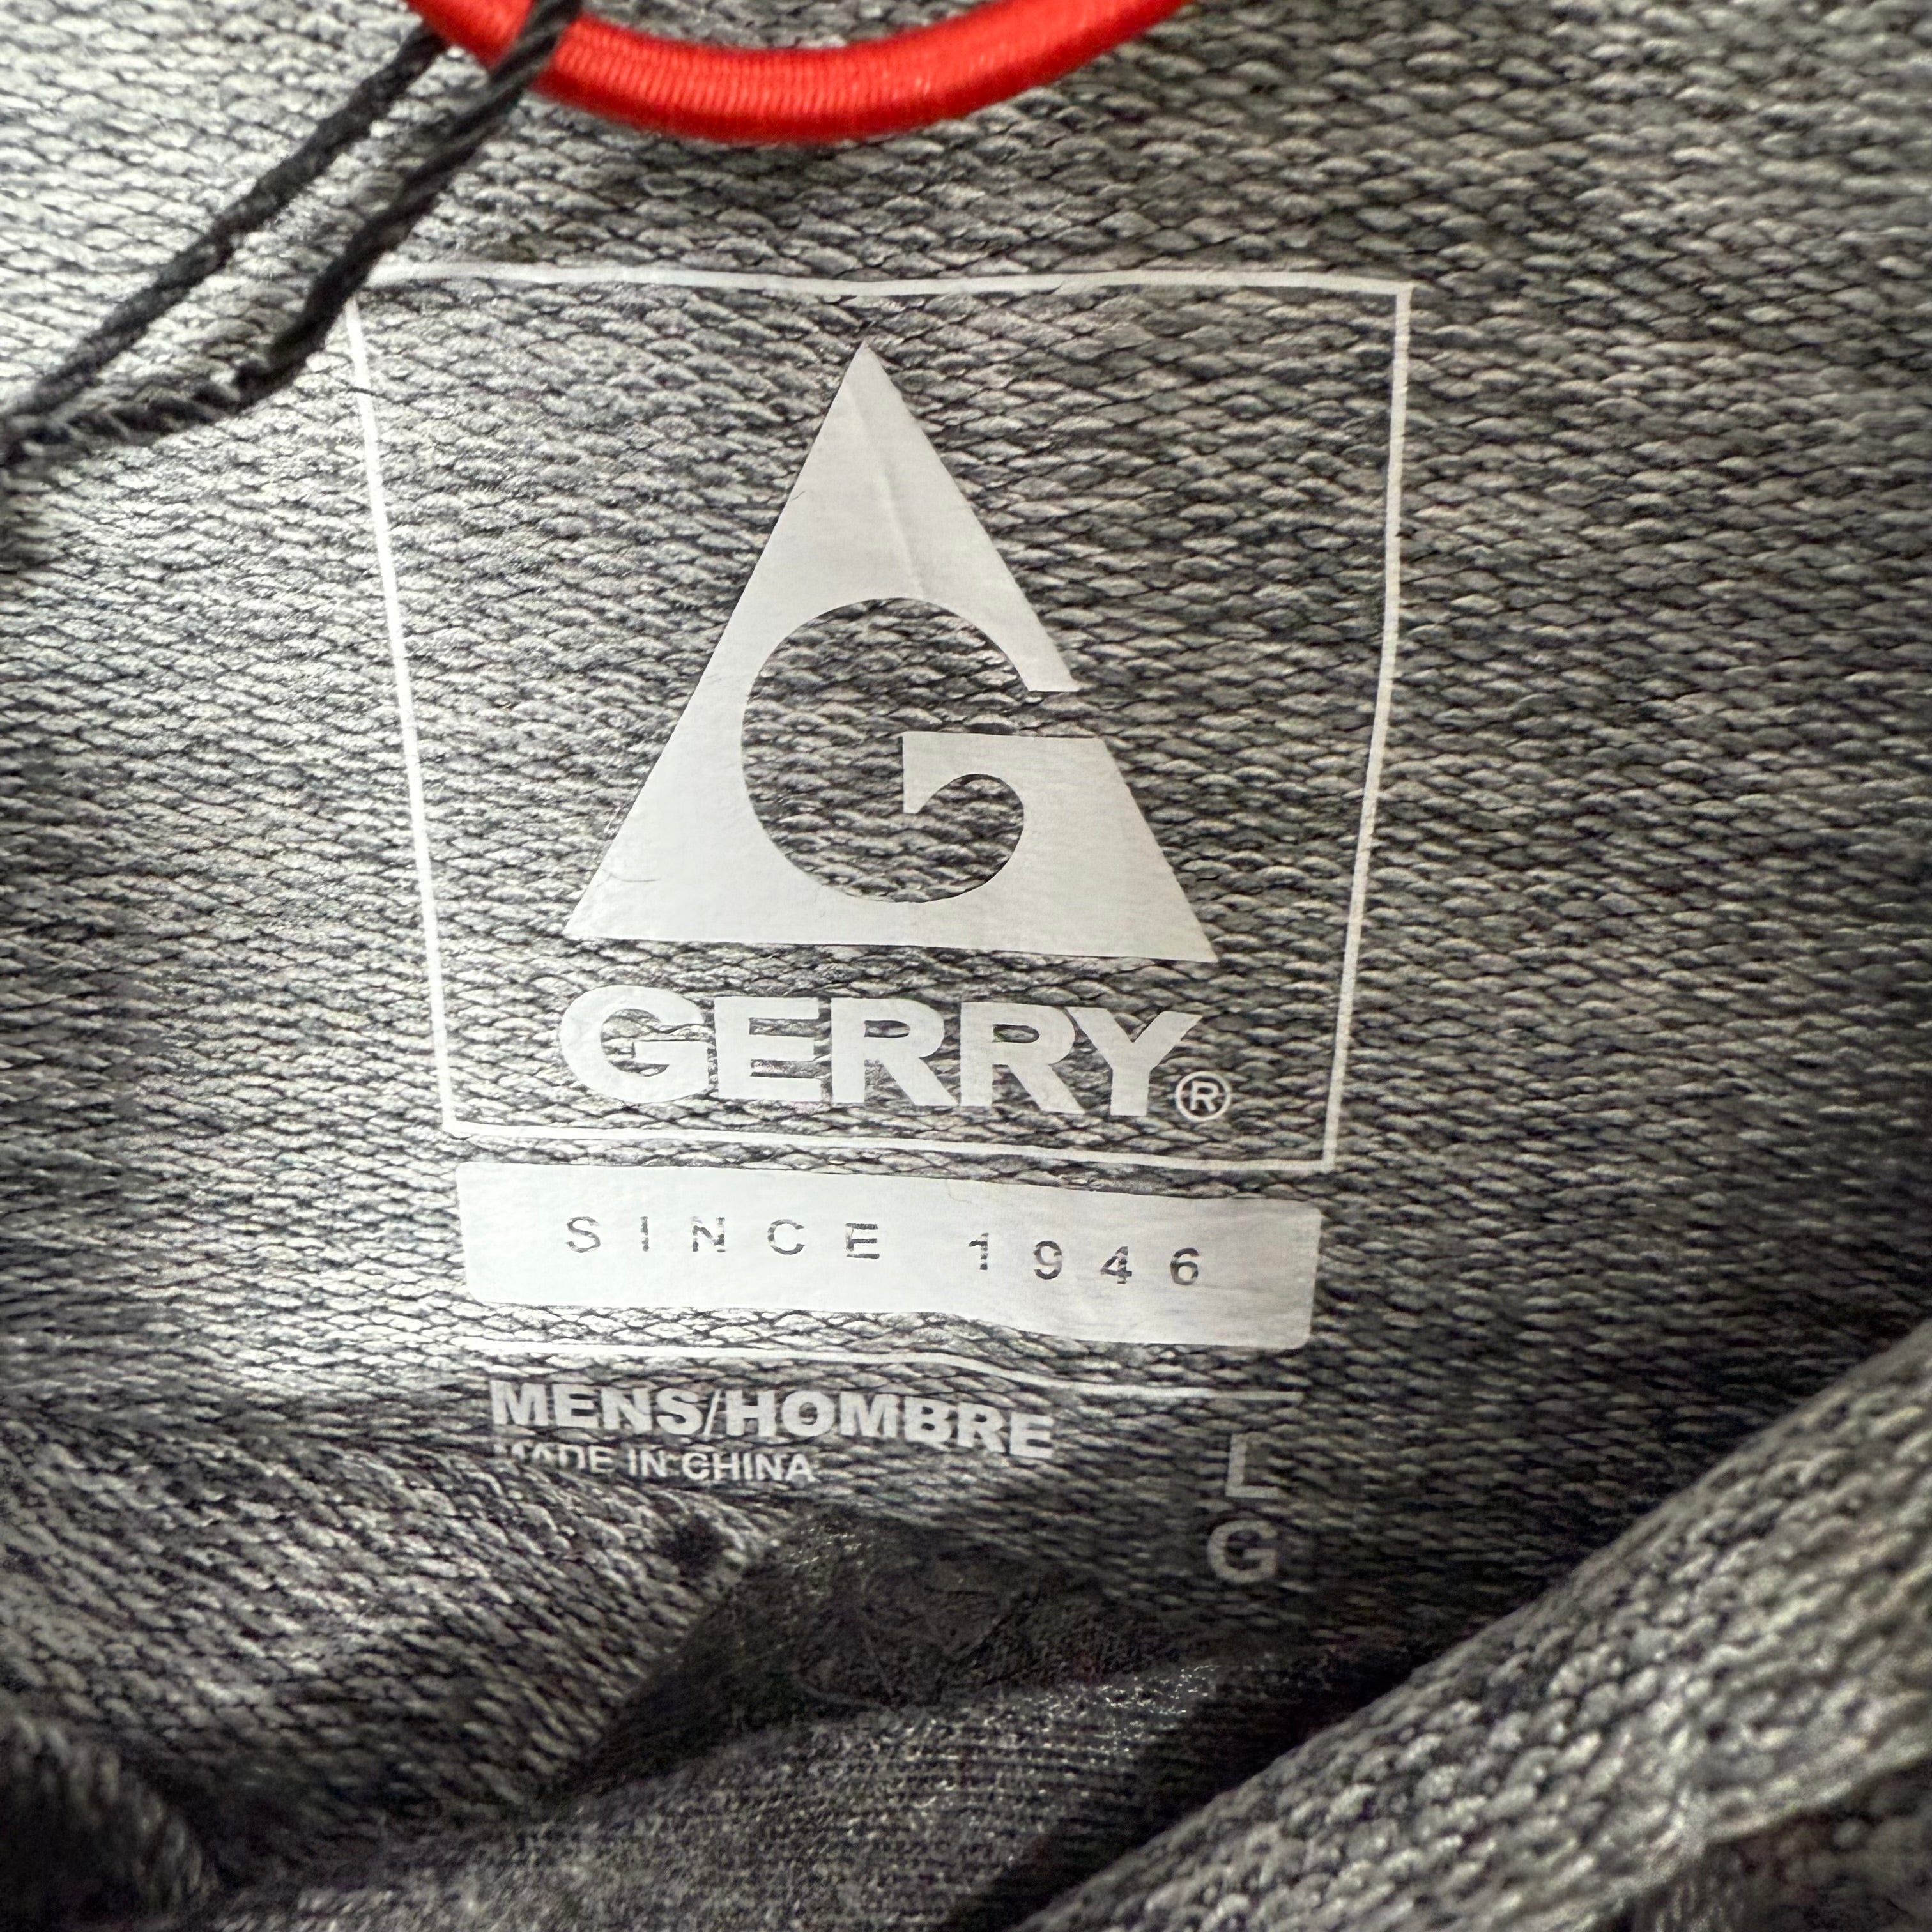 G
GERRY®
SINCE 1946
MENS/HOMBRE
MADE IN CHINA
L
G